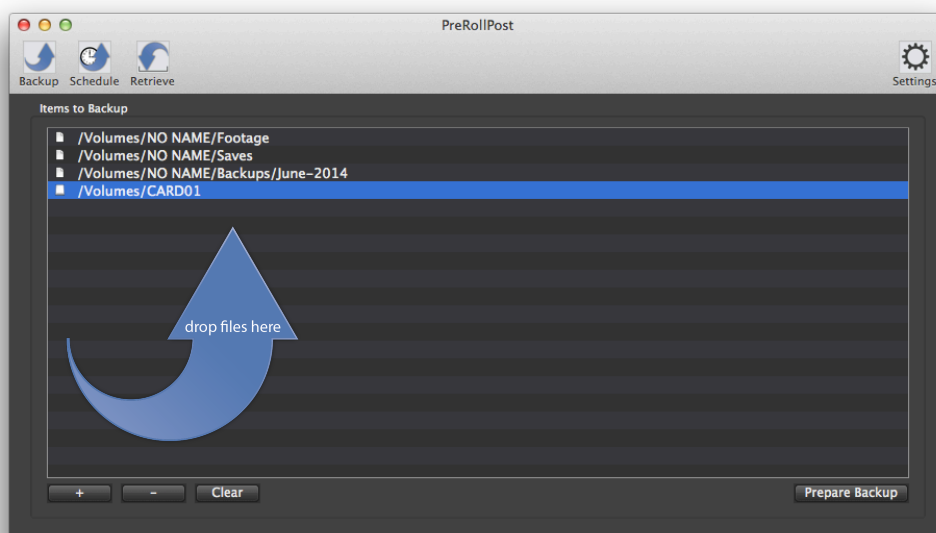 PreRollPost
Backup Schedule Retrieve Settings
Items to Backup
/Volumes/NO NAME/Footage
/Volumes/NO NAME/Saves
/Volumes/NO NAME/Backups/June-2014
/Volumes/CARD01
drop files here
+ - Clear Prepare Backup